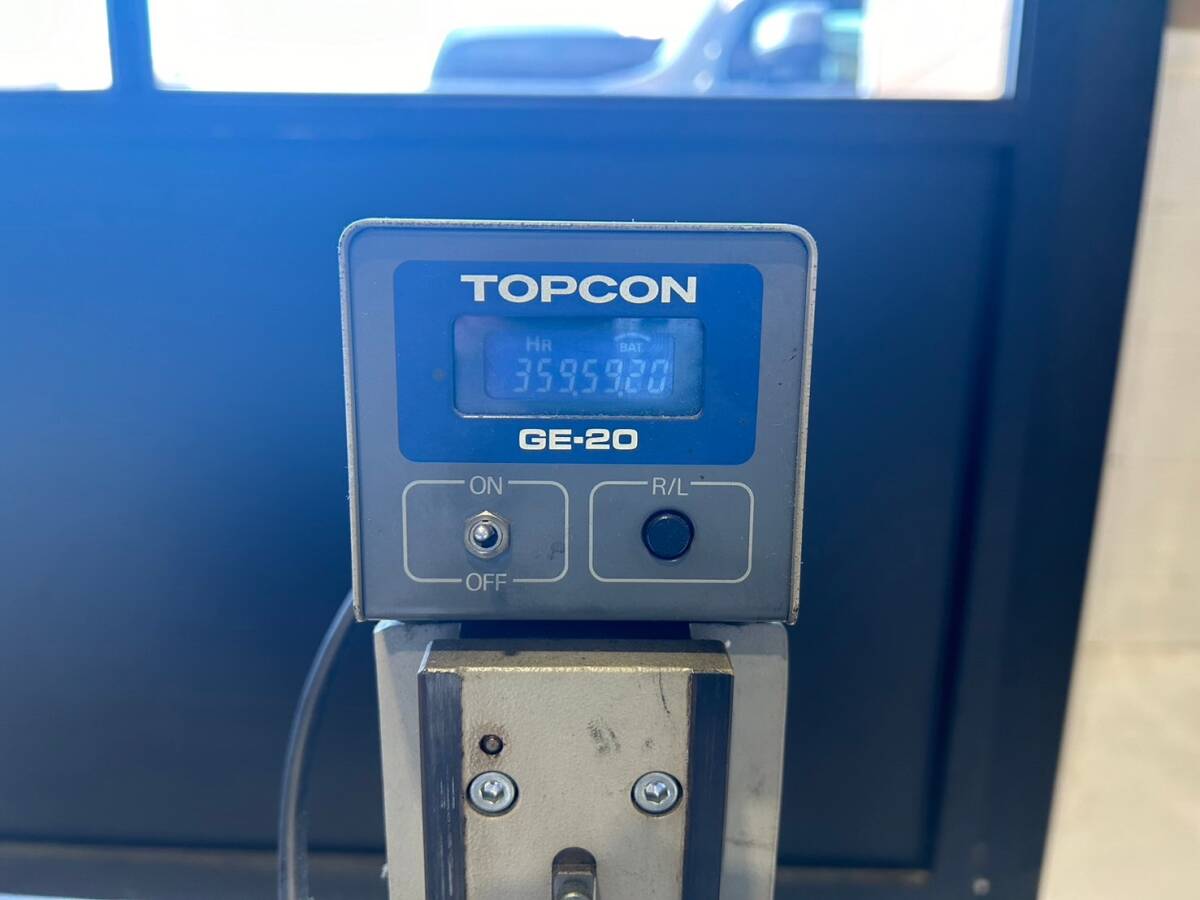 TOPCON
HR BAT.
359.59.20
GE-20
ON R/L
OFF